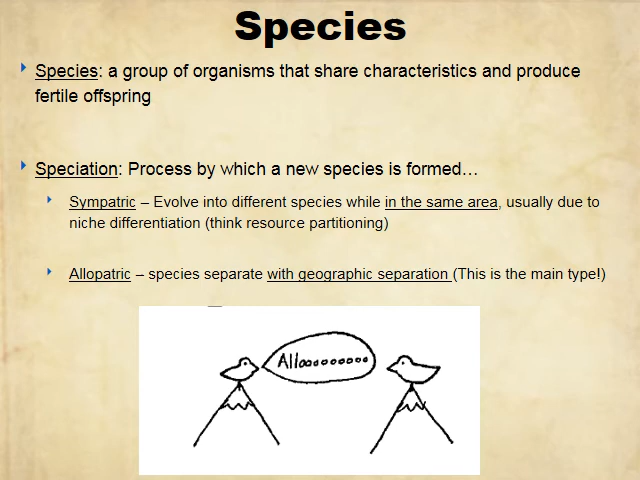 Species
Species: a group of organisms that share characteristics and produce
fertile offspring
Speciation: Process by which a new species is formed…
Sympatric – Evolve into different species while in the same area, usually due to
niche differentiation (think resource partitioning)
Allopatric – species separate with geographic separation (This is the main type!)
Allooooooooo